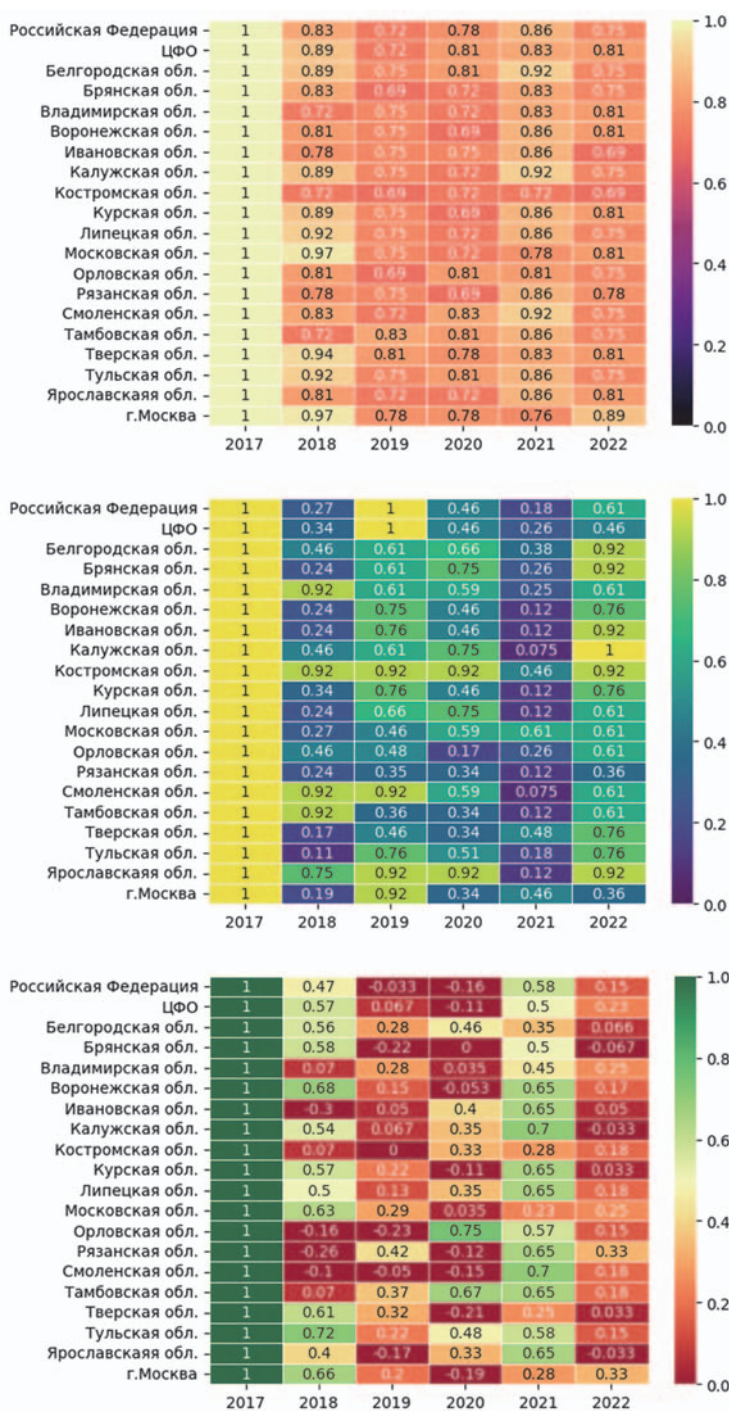 Российская Федерация 1 0.83 0.72 0.78 0.86 0.75 1.0
ЦФО 1 0.89 0.72 0.81 0.83 0.81
Белгородская обл. 1 0.89 0.75 0.81 0.92 0.75
Брянская обл. 1 0.83 0.69 0.72 0.83 0.75
Владимирская обл. 1 0.72 0.75 0.72 0.83 0.81 0.8
Воронежская обл. 1 0.81 0.75 0.69 0.86 0.81
Ивановская обл. 1 0.78 0.75 0.75 0.86 0.69
Калужская обл. 1 0.89 0.75 0.72 0.92 0.75
Костромская обл. 1 0.72 0.69 0.72 0.72 0.69 0.6
Курская обл. 1 0.89 0.75 0.69 0.86 0.81
Липецкая обл. 1 0.92 0.75 0.72 0.86 0.75
Московская обл. 1 0.97 0.75 0.72 0.78 0.81
Орловская обл. 1 0.81 0.69 0.81 0.81 0.75 0.4
Рязанская обл. 1 0.78 0.75 0.69 0.86 0.78
Смоленская обл. 1 0.83 0.72 0.83 0.92 0.75
Тамбовская обл. 1 0.72 0.83 0.81 0.86 0.75
Тверская обл. 1 0.94 0.81 0.78 0.83 0.81 0.2
Тульская обл. 1 0.92 0.75 0.81 0.86 0.75
Ярославскаяя обл. 1 0.81 0.72 0.72 0.86 0.81
г.Москва 1 0.97 0.78 0.78 0.76 0.89 0.0
2017 2018 2019 2020 2021 2022
Российская Федерация 1 0.27 1 0.46 0.18 0.61 1.0
ЦФО 1 0.34 1 0.46 0.26 0.46
Белгородская обл. 1 0.46 0.61 0.66 0.38 0.92
Брянская обл. 1 0.24 0.61 0.75 0.26 0.92
Владимирская обл. 1 0.92 0.61 0.59 0.25 0.61 0.8
Воронежская обл. 1 0.24 0.75 0.46 0.12 0.76
Ивановская обл. 1 0.24 0.76 0.46 0.12 0.92
Калужская обл. 1 0.46 0.61 0.75 0.075 1
Костромская обл. 1 0.92 0.92 0.92 0.46 0.92 0.6
Курская обл. 1 0.34 0.76 0.46 0.12 0.76
Липецкая обл. 1 0.24 0.66 0.75 0.12 0.61
Московская обл. 1 0.27 0.46 0.59 0.61 0.61
Орловская обл. 1 0.46 0.48 0.17 0.26 0.61 0.4
Рязанская обл. 1 0.24 0.35 0.34 0.12 0.36
Смоленская обл. 1 0.92 0.92 0.59 0.075 0.61
Тамбовская обл. 1 0.92 0.36 0.34 0.12 0.61
Тверская обл. 1 0.17 0.46 0.34 0.48 0.76 0.2
Тульская обл. 1 0.11 0.76 0.51 0.18 0.76
Ярославскаяя обл. 1 0.75 0.92 0.92 0.12 0.92
г.Москва 1 0.19 0.92 0.34 0.46 0.36 0.0
2017 2018 2019 2020 2021 2022
Российская Федерация 1 0.47 -0.033 -0.16 0.58 0.15 1.0
ЦФО 1 0.57 0.067 -0.11 0.5 0.23
Белгородская обл. 1 0.56 0.28 0.46 0.35 0.066
Брянская обл. 1 0.58 -0.22 0 0.5 -0.067
Владимирская обл. 1 0.07 0.28 0.035 0.45 0.25 0.8
Воронежская обл. 1 0.68 0.15 -0.053 0.65 0.17
Ивановская обл. 1 -0.3 0.05 0.4 0.65 0.05
Калужская обл. 1 0.54 0.067 0.35 0.7 -0.033
Костромская обл. 1 0.07 0 0.33 0.28 0.18 0.6
Курская обл. 1 0.57 0.22 -0.11 0.65 0.033
Липецкая обл. 1 0.5 0.13 0.35 0.65 0.18
Московская обл. 1 0.63 0.29 0.035 0.23 0.25
Орловская обл. 1 -0.16 -0.23 0.75 0.57 0.15 0.4
Рязанская обл. 1 -0.26 0.42 -0.12 0.65 0.33
Смоленская обл. 1 -0.1 -0.05 -0.15 0.7 0.18
Тамбовская обл. 1 0.07 0.37 0.67 0.65 0.18
Тверская обл. 1 0.61 0.32 -0.21 0.25 0.033 0.2
Тульская обл. 1 0.72 0.22 0.48 0.58 0.15
Ярославскаяя обл. 1 0.4 -0.17 0.33 0.65 -0.033
г.Москва 1 0.66 0.2 -0.19 0.28 0.33 0.0
2017 2018 2019 2020 2021 2022